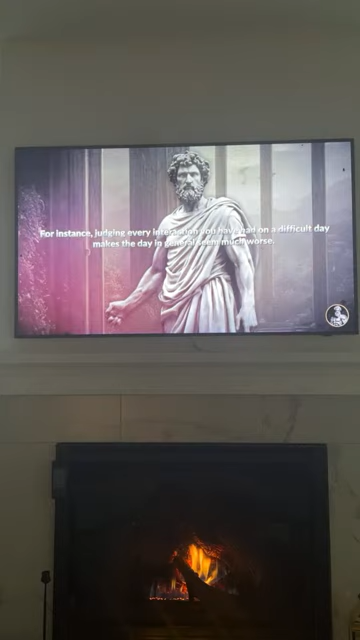 For instance, judging every interaction you have had on a difficult day
makes the day in general seem much worse.